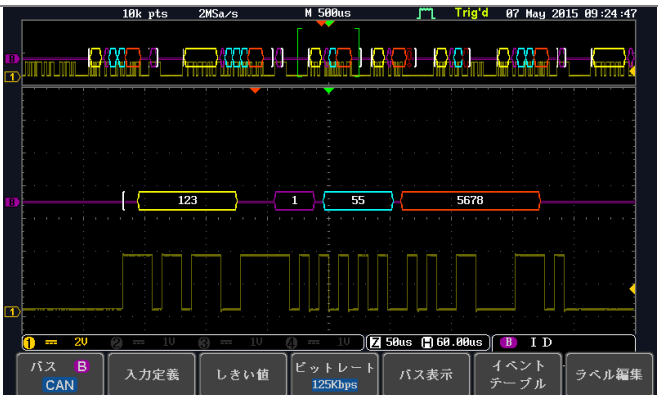 10k pts 2MSa/s M 500us Trig'd 07 May 2015 09:24:47
B
1
B 123 1 55 5678
1
1 2V 2 1V 3 1V 4 1V Z 50us H 60.00us B ID
バス B 入力定義 しきい値 ビットレート バス表示 イベント ラベル編集
CAN 125Kbps テーブル